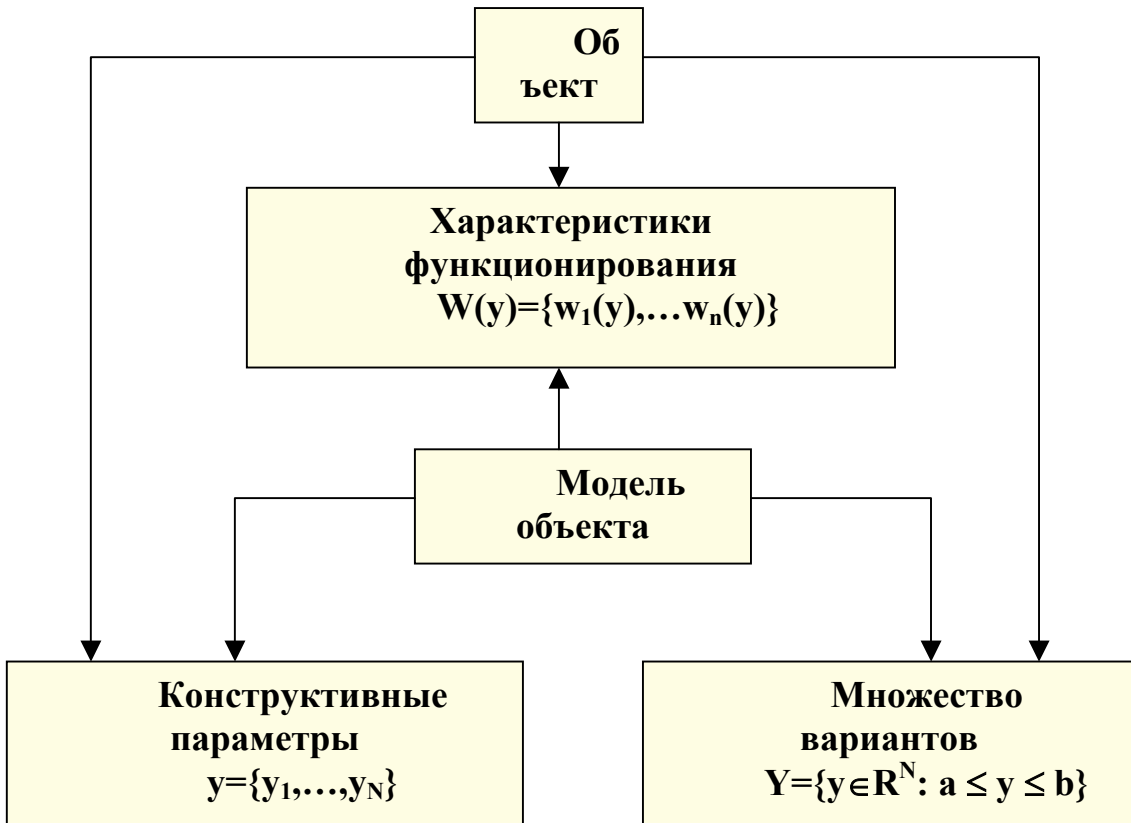 Об
ъект
Характеристики
функционирования
W(y)={w₁(y),…wₙ(y)}
Модель
объекта
Конструктивные
параметры
y={y₁,…,y_N}
Множество
вариантов
Y={y∈R^N: a ≤ y ≤ b}